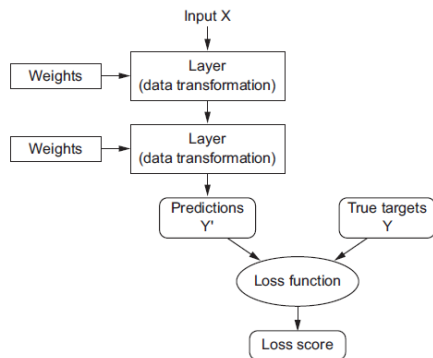 Input X
Weights
Layer
(data transformation)
Weights
Layer
(data transformation)
Predictions
Y'
True targets
Y
Loss function
Loss score